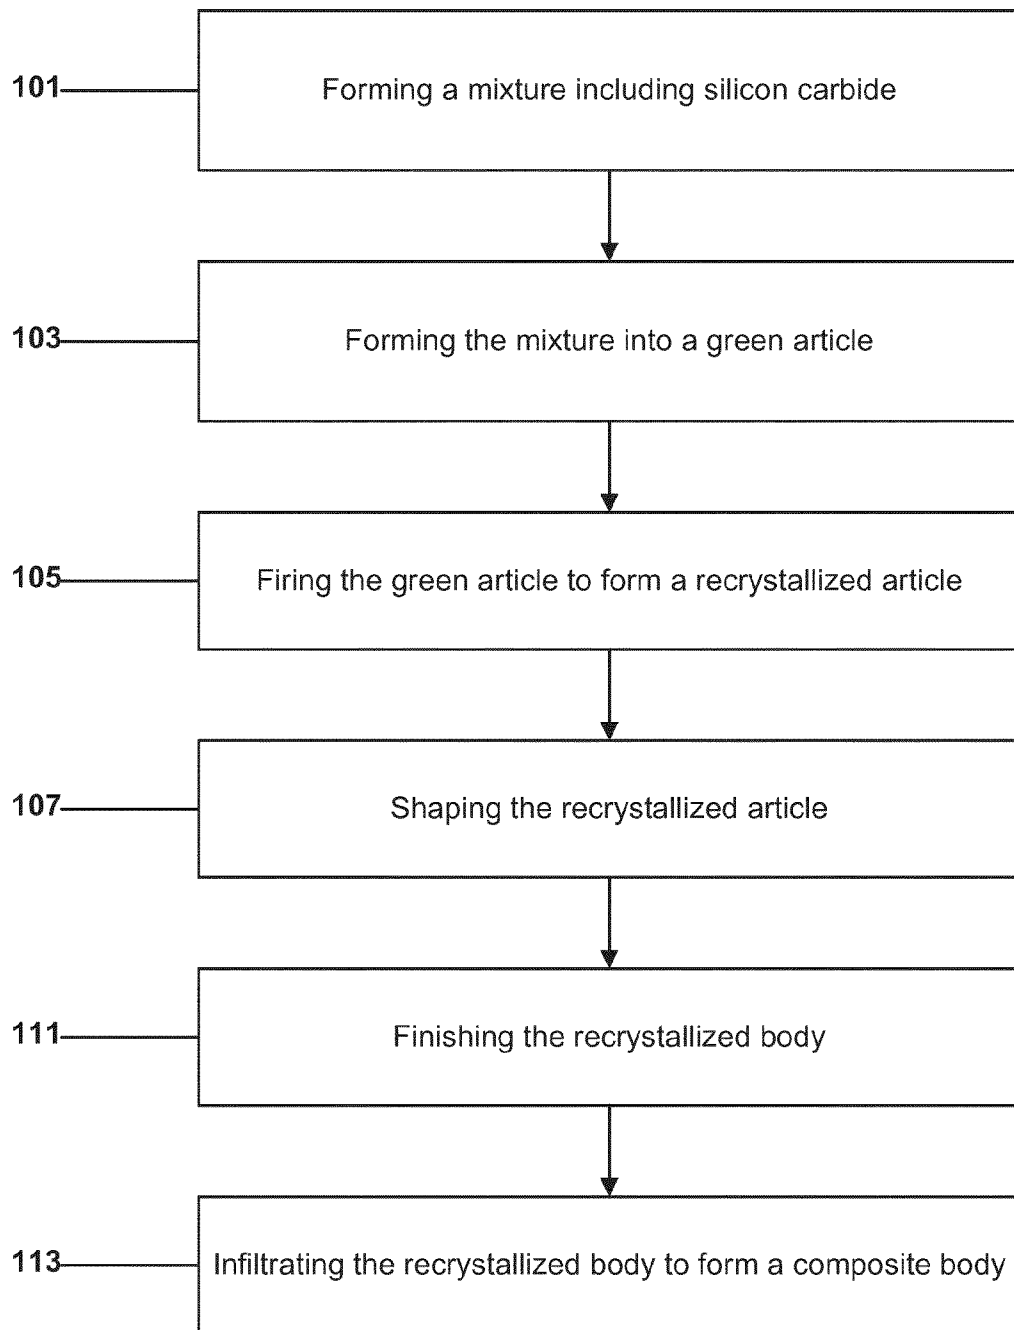 101
Forming a mixture including silicon carbide
103
Forming the mixture into a green article
105
Firing the green article to form a recrystallized article
107
Shaping the recrystallized article
111
Finishing the recrystallized body
113
Infiltrating the recrystallized body to form a composite body